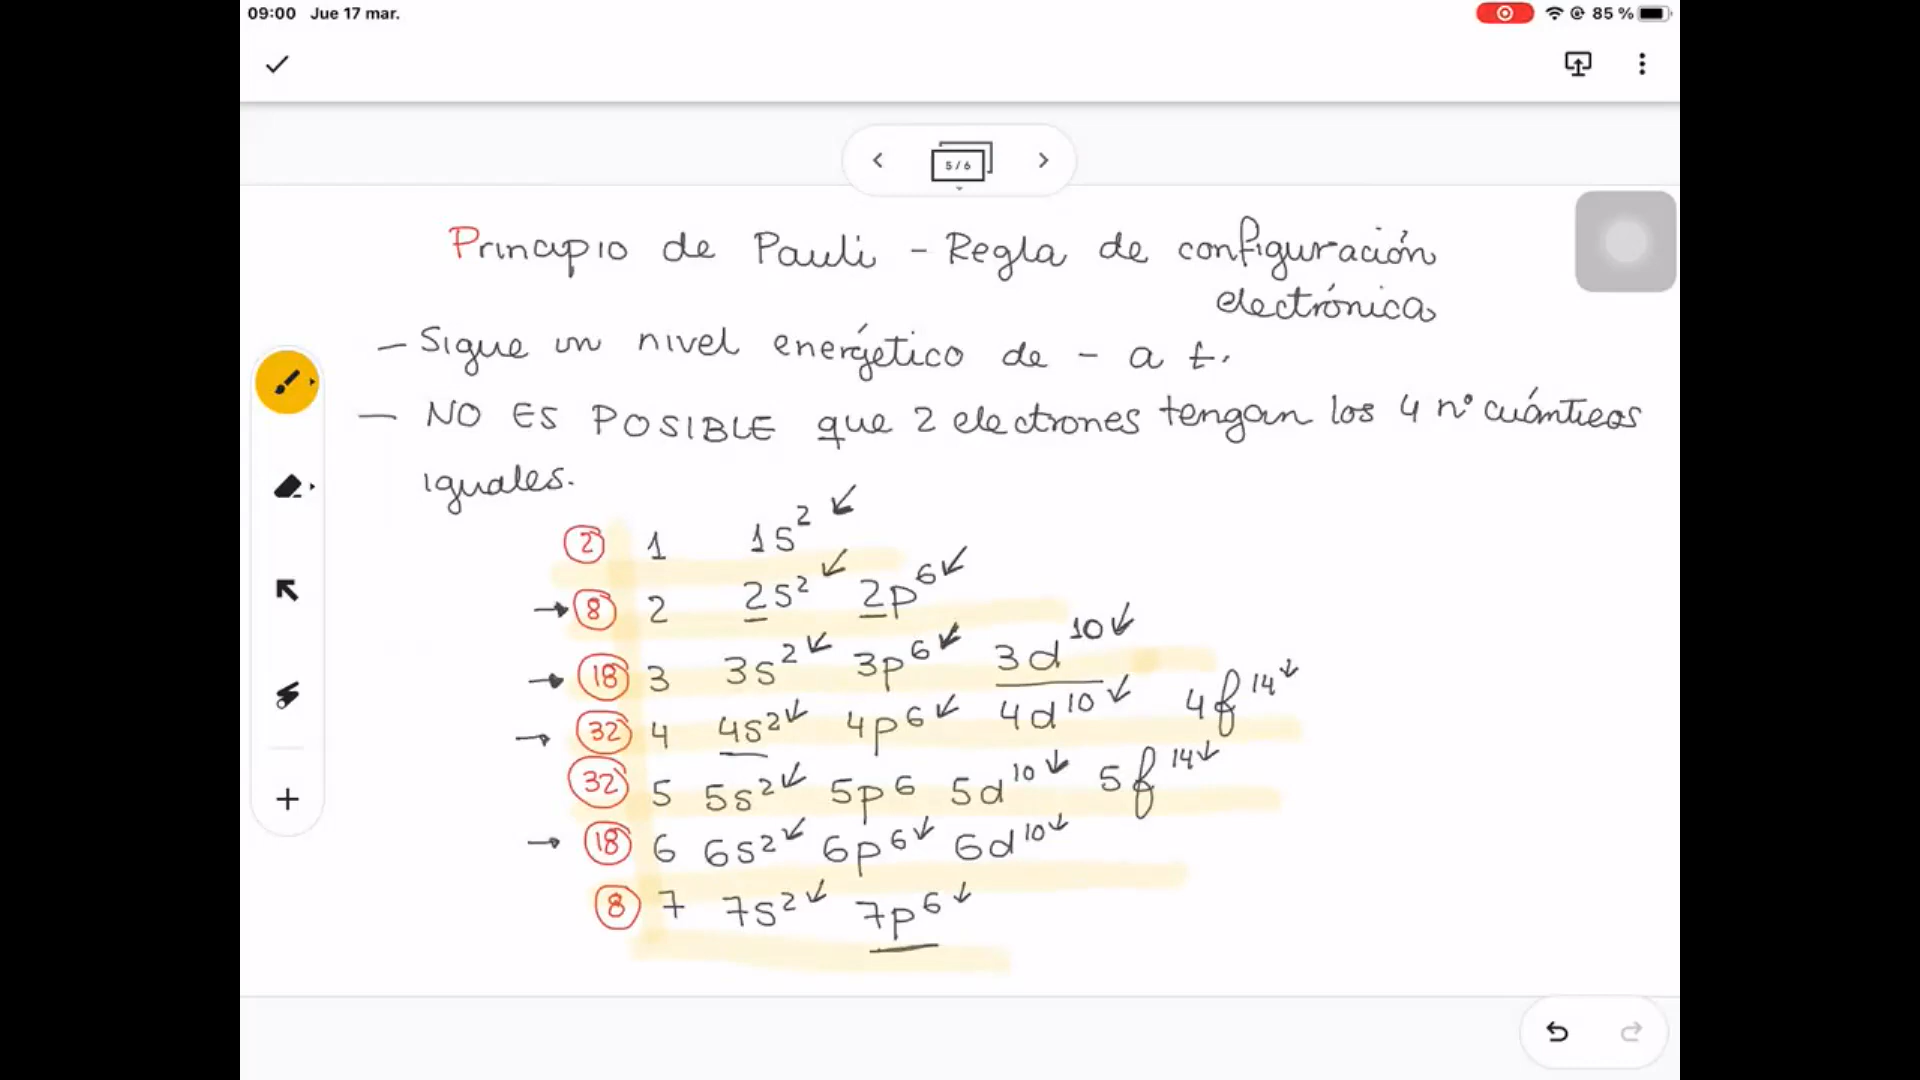 09:00 Jue 17 mar.
85 %
5 / 6
Principio de Pauli - Regla de configuración
electrónica
- Sigue un nivel energético de - a +.
- NO ES POSIBLE que 2 electrones tengan los 4 nº cuánticos
iguales.
2 1 1s² ↙
→ 8 2 2s² ↙ 2p⁶ ↙
→ 18 3 3s² ↙ 3p⁶ ↙ 3d¹⁰ ↙
→ 32 4 4s² ↙ 4p⁶ ↙ 4d¹⁰ ↙ 4f¹⁴ ↓
32 5 5s² ↙ 5p⁶ 5d¹⁰ ↙ 5f¹⁴ ↓
→ 18 6 6s² ↙ 6p⁶ ↙ 6d¹⁰ ↓
8 7 7s² ↙ 7p⁶ ↓